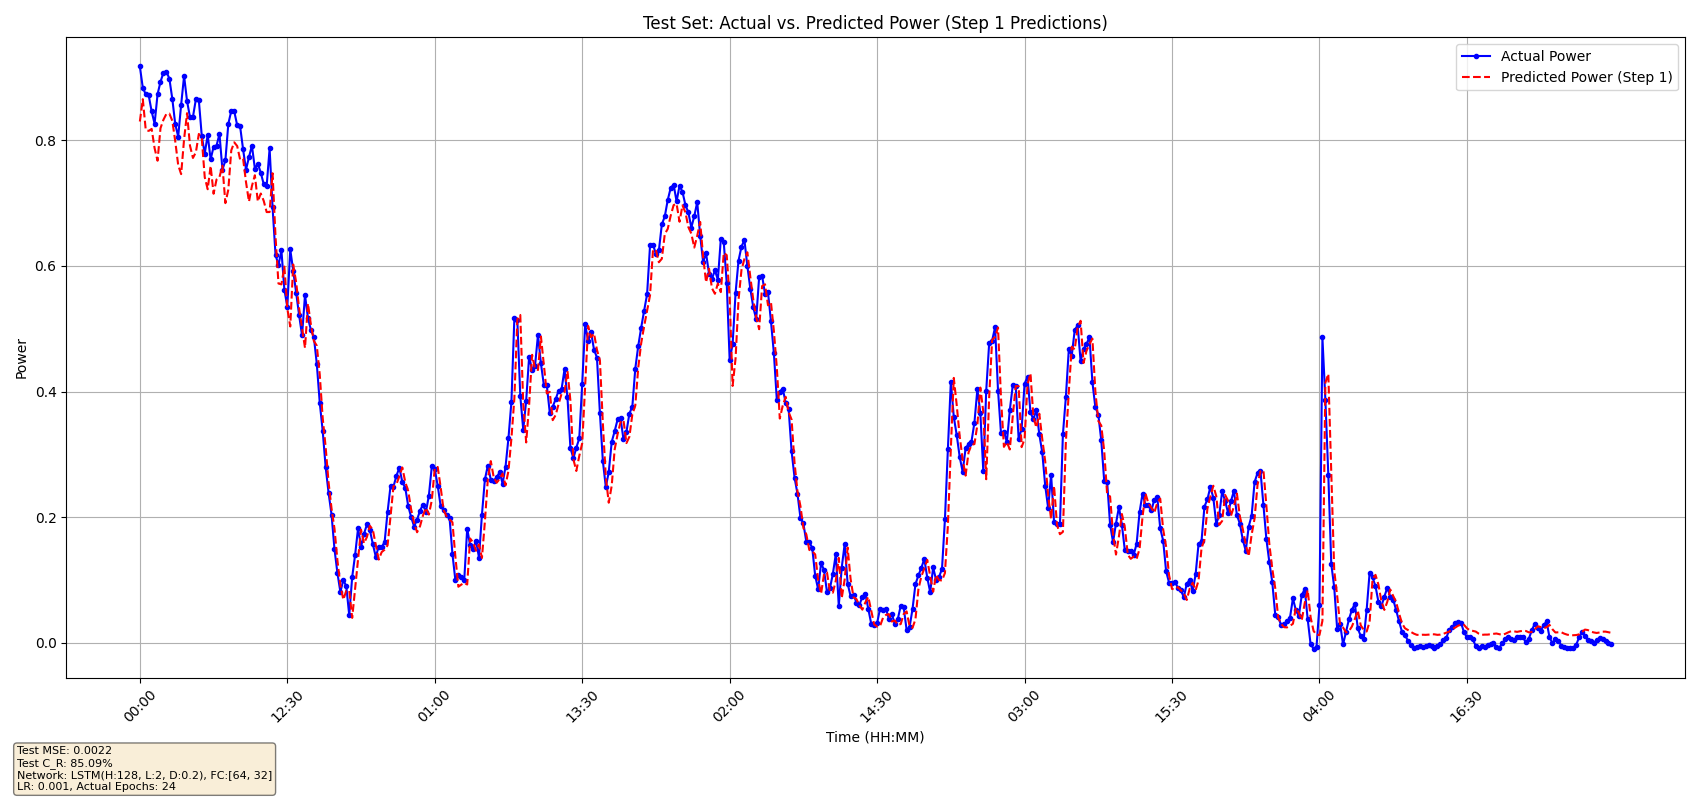 Test Set: Actual vs. Predicted Power (Step 1 Predictions)
Actual Power
Predicted Power (Step 1)
Power
0.8
0.6
0.4
0.2
0.0
00:00
12:30
01:00
13:30
02:00
14:30
03:00
15:30
04:00
16:30
Time (HH:MM)
Test MSE: 0.0022
Test C_R: 85.09%
Network: LSTM(H:128, L:2, D:0.2), FC:[64, 32]
LR: 0.001, Actual Epochs: 24